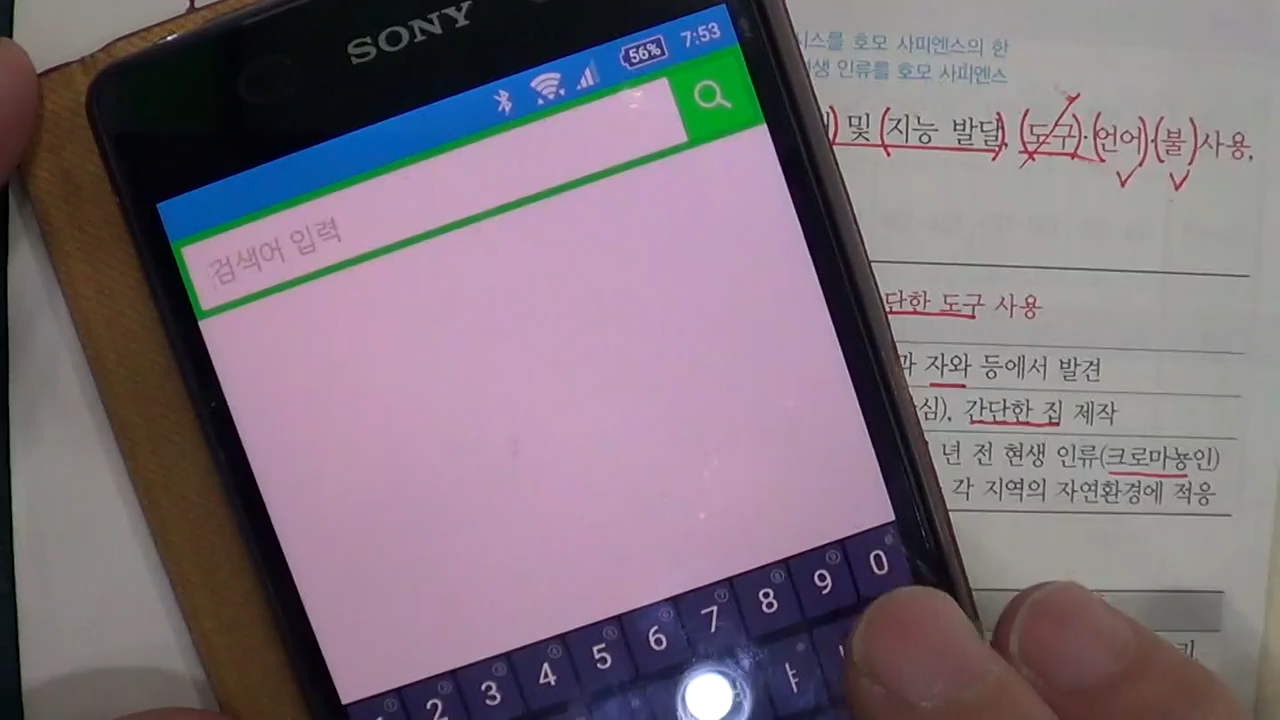 SONY
56% 7:53
검색어 입력
2 3 4 5 6 7 8 9 0
ㅑ
시스를 호모 사피엔스의 한
인류를 호모 사피엔스
및 (지능 발달), (도구)·(언어)·(불)사용,
단한 도구 사용
자와 등에서 발견
간단한 집 제작
년 전 현생 인류(크로마뇽인)
각 지역의 자연환경에 적응